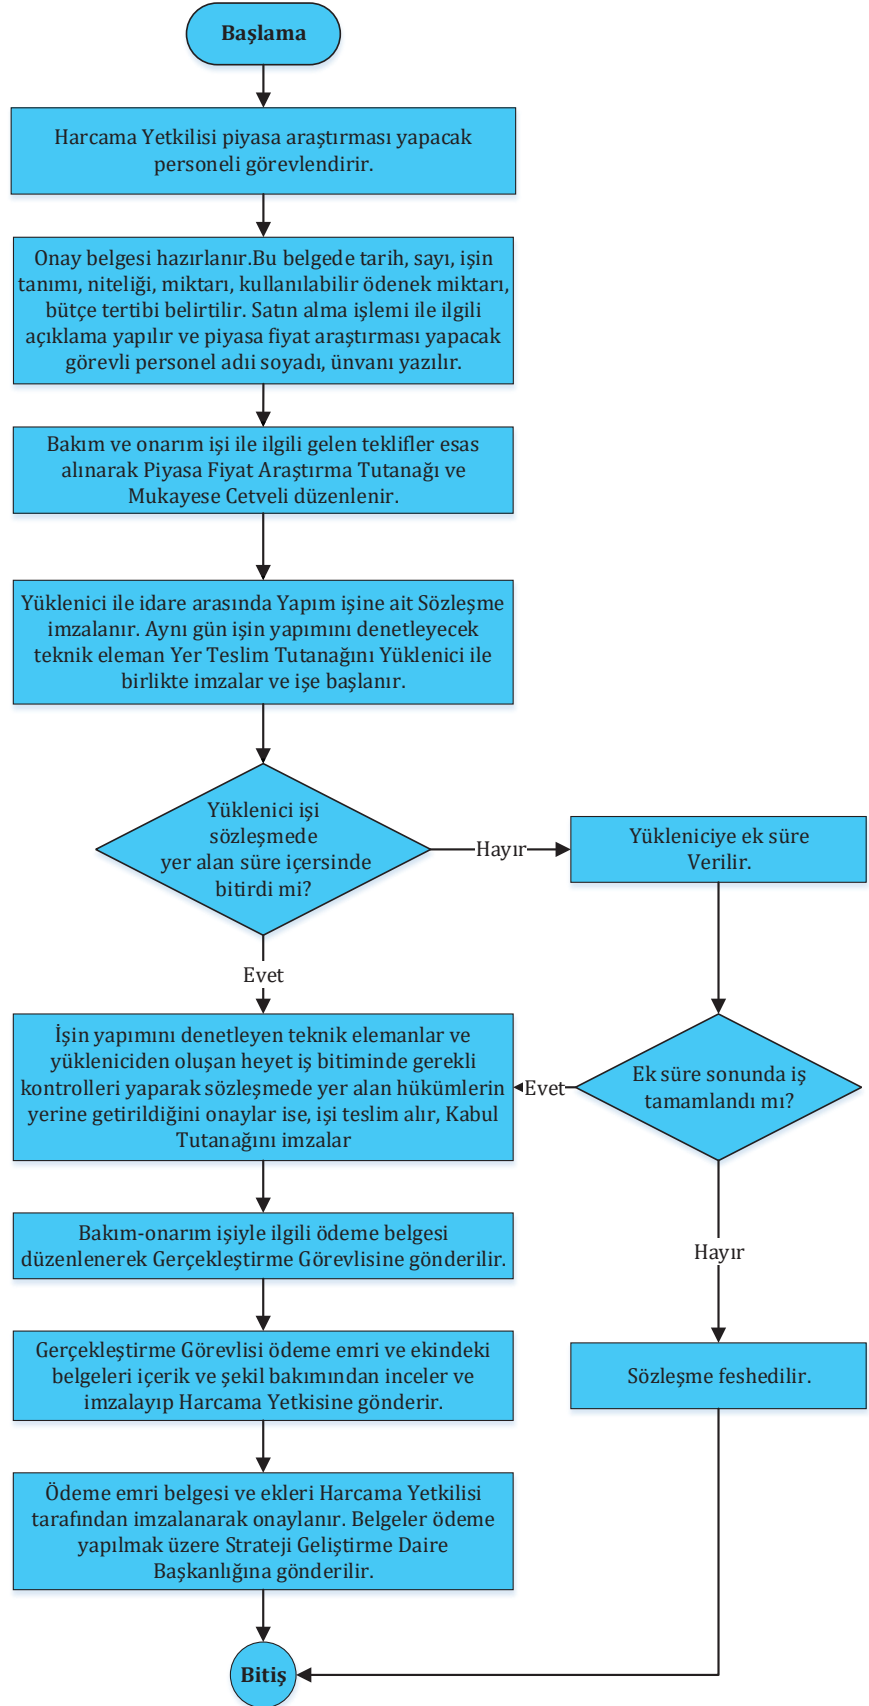 Başlama
Harcama Yetkilisi piyasa araştırması yapacak
personeli görevlendirir.
Onay belgesi hazırlanır.Bu belgede tarih, sayı, işin
tanımı, niteliği, miktarı, kullanılabilir ödenek miktarı,
bütçe tertibi belirtilir. Satın alma işlemi ile ilgili
açıklama yapılır ve piyasa fiyat araştırması yapacak
görevli personel adıi soyadı, ünvanı yazılır.
Bakım ve onarım işi ile ilgili gelen teklifler esas
alınarak Piyasa Fiyat Araştırma Tutanağı ve
Mukayese Cetveli düzenlenir.
Yüklenici ile idare arasında Yapım işine ait Sözleşme
imzalanır. Aynı gün işin yapımını denetleyecek
teknik eleman Yer Teslim Tutanağını Yüklenici ile
birlikte imzalar ve işe başlanır.
Yüklenici işi
sözleşmede
yer alan süre içersinde
bitirdi mi?
Hayır
Yükleniciye ek süre
Verilir.
Evet
İşin yapımını denetleyen teknik elemanlar ve
yükleniciden oluşan heyet iş bitiminde gerekli
kontrolleri yaparak sözleşmede yer alan hükümlerin
yerine getirildiğini onaylar ise, işi teslim alır, Kabul
Tutanağını imzalar
Evet
Ek süre sonunda iş
tamamlandı mı?
Hayır
Bakım-onarım işiyle ilgili ödeme belgesi
düzenlenerek Gerçekleştirme Görevlisine gönderilir.
Gerçekleştirme Görevlisi ödeme emri ve ekindeki
belgeleri içerik ve şekil bakımından inceler ve
imzalayıp Harcama Yetkisine gönderir.
Sözleşme feshedilir.
Ödeme emri belgesi ve ekleri Harcama Yetkilisi
tarafından imzalanarak onaylanır. Belgeler ödeme
yapılmak üzere Strateji Geliştirme Daire
Başkanlığına gönderilir.
Bitiş